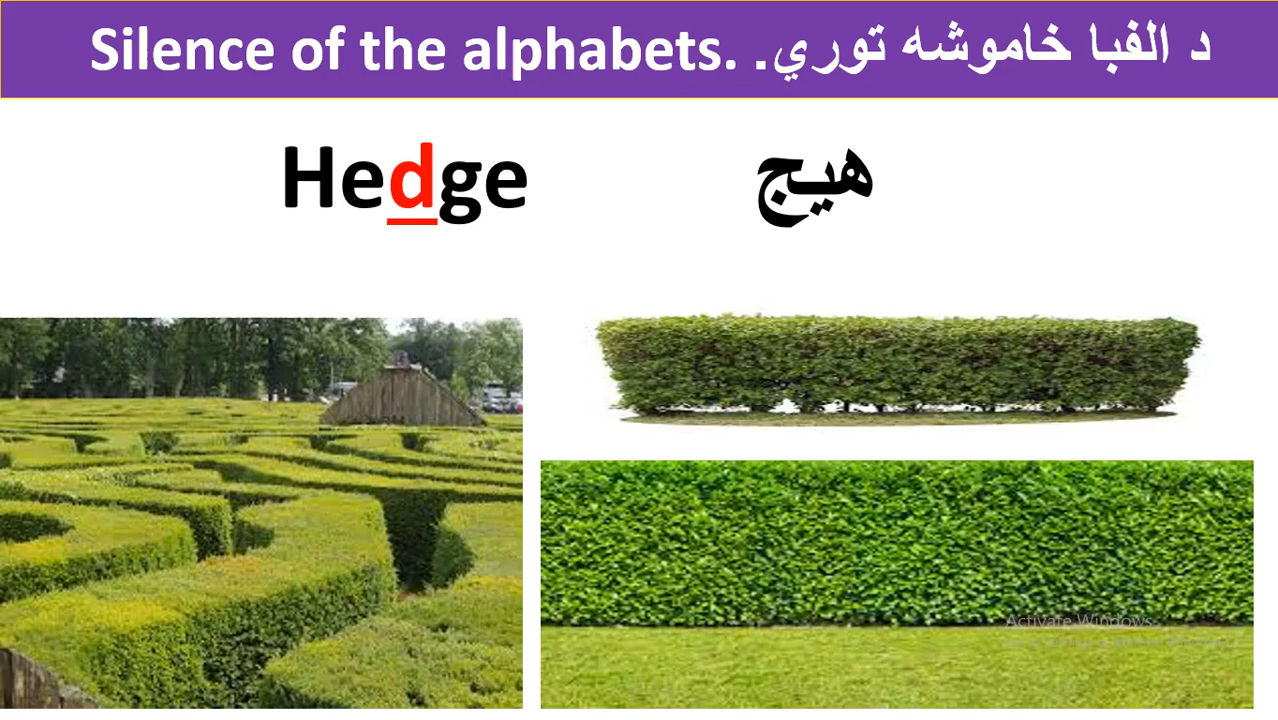 Silence of the alphabets. .د الفبا خاموشه توري
Hedge هيج
Activate Windows